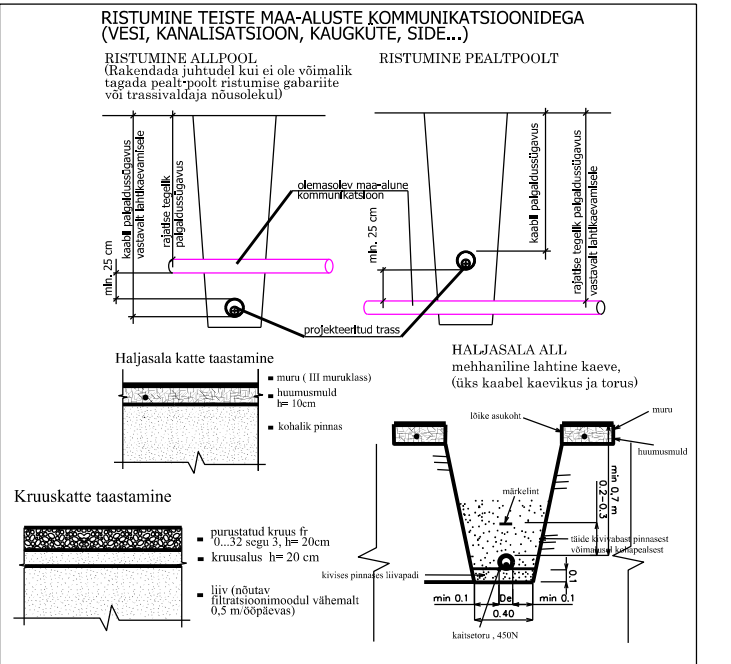 RISTUMINE TEISTE MAA-ALUSTE KOMMUNIKATSIOONIDEGA
(VESI, KANALISATSIOON, KAUGKÜTE, SIDE...)
RISTUMINE ALLPOOL
(Rakendada juhtudel kui ei ole võimalik
tagada pealt-poolt ristumise gabariite
või trassivaldaja nõusolekul)
RISTUMINE PEALTPOOLT
kaabli paigaldussügavus
vastavalt lahtikaevamisele
rajatise tegelik
paigaldussügavus
min. 25 cm
olemasolev maa-alune
kommunikatsioon
min. 25 cm
kaabli paigaldussügavus
rajatise tegelik paigaldussügavus
vastavalt lahtikaevamisele
projekteeritud trass
Haljasala katte taastamine
muru ( III muruklass)
huumusmuld
h= 10cm
kohalik pinnas
HALJASALA ALL
mehhaniline lahtine kaeve,
(üks kaabel kaevikus ja torus)
lõike asukoht
muru
huumusmuld
märkelint
min 0,7 m
0.2-0.3
täide kivivabast pinnasest
võimalusel kohapealsest
kivises pinnases liivapadi
0.1
min 0.1
De
min 0.1
0.40
kaitsetoru , 450N
Kruuskatte taastamine
purustatud kruus fr
0...32 segu 3, h= 20cm
kruusalus h= 20 cm
liiv (nõutav
filtratsioonimoodul vähemalt
0,5 m/ööpäevas)